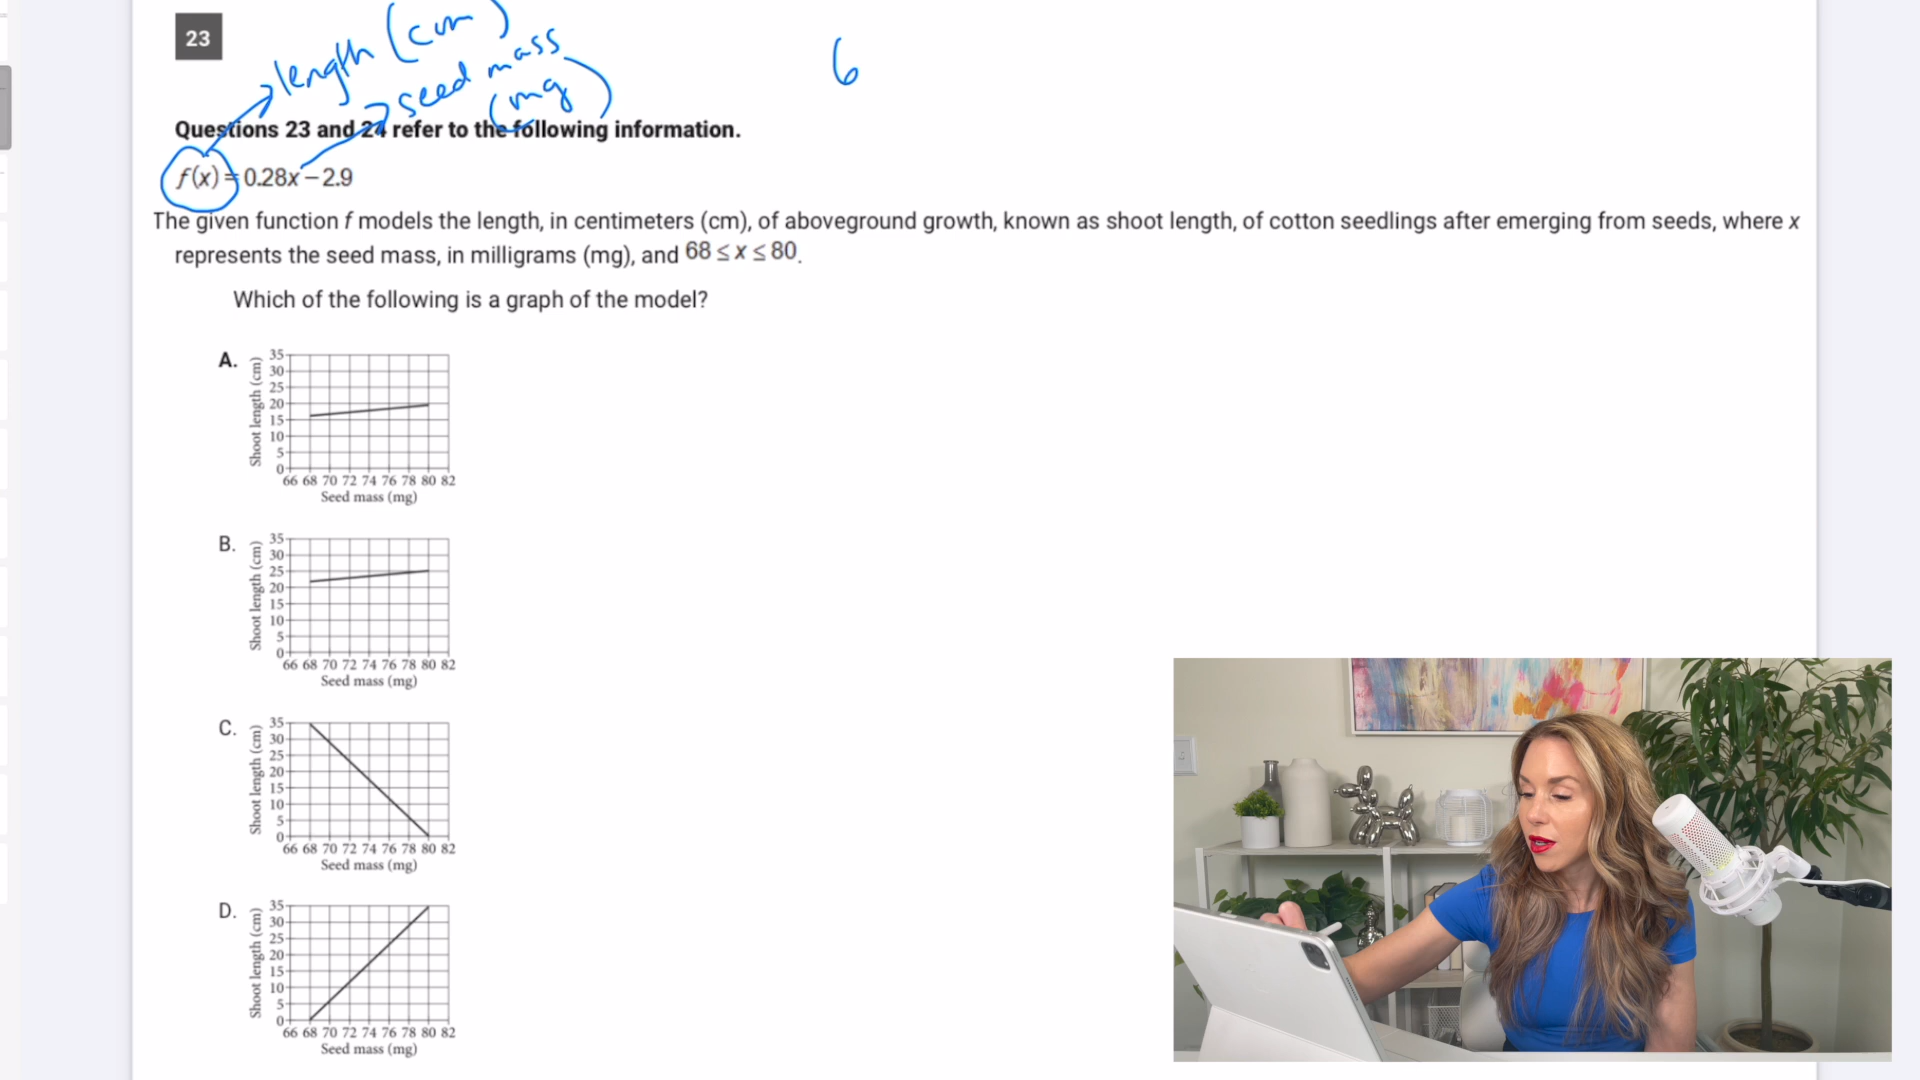 23
length (cm)
seed mass
(mg)
6
Questions 23 and 24 refer to the following information.
f(x) = 0.28x − 2.9
The given function f models the length, in centimeters (cm), of aboveground growth, known as shoot length, of cotton seedlings after emerging from seeds, where x
represents the seed mass, in milligrams (mg), and 68 ≤ x ≤ 80.
Which of the following is a graph of the model?
A.
Shoot length (cm)
35
30
25
20
15
10
5
0
66 68 70 72 74 76 78 80 82
Seed mass (mg)
B.
Shoot length (cm)
35
30
25
20
15
10
5
0
66 68 70 72 74 76 78 80 82
Seed mass (mg)
C.
Shoot length (cm)
35
30
25
20
15
10
5
0
66 68 70 72 74 76 78 80 82
Seed mass (mg)
D.
Shoot length (cm)
35
30
25
20
15
10
5
0
66 68 70 72 74 76 78 80 82
Seed mass (mg)